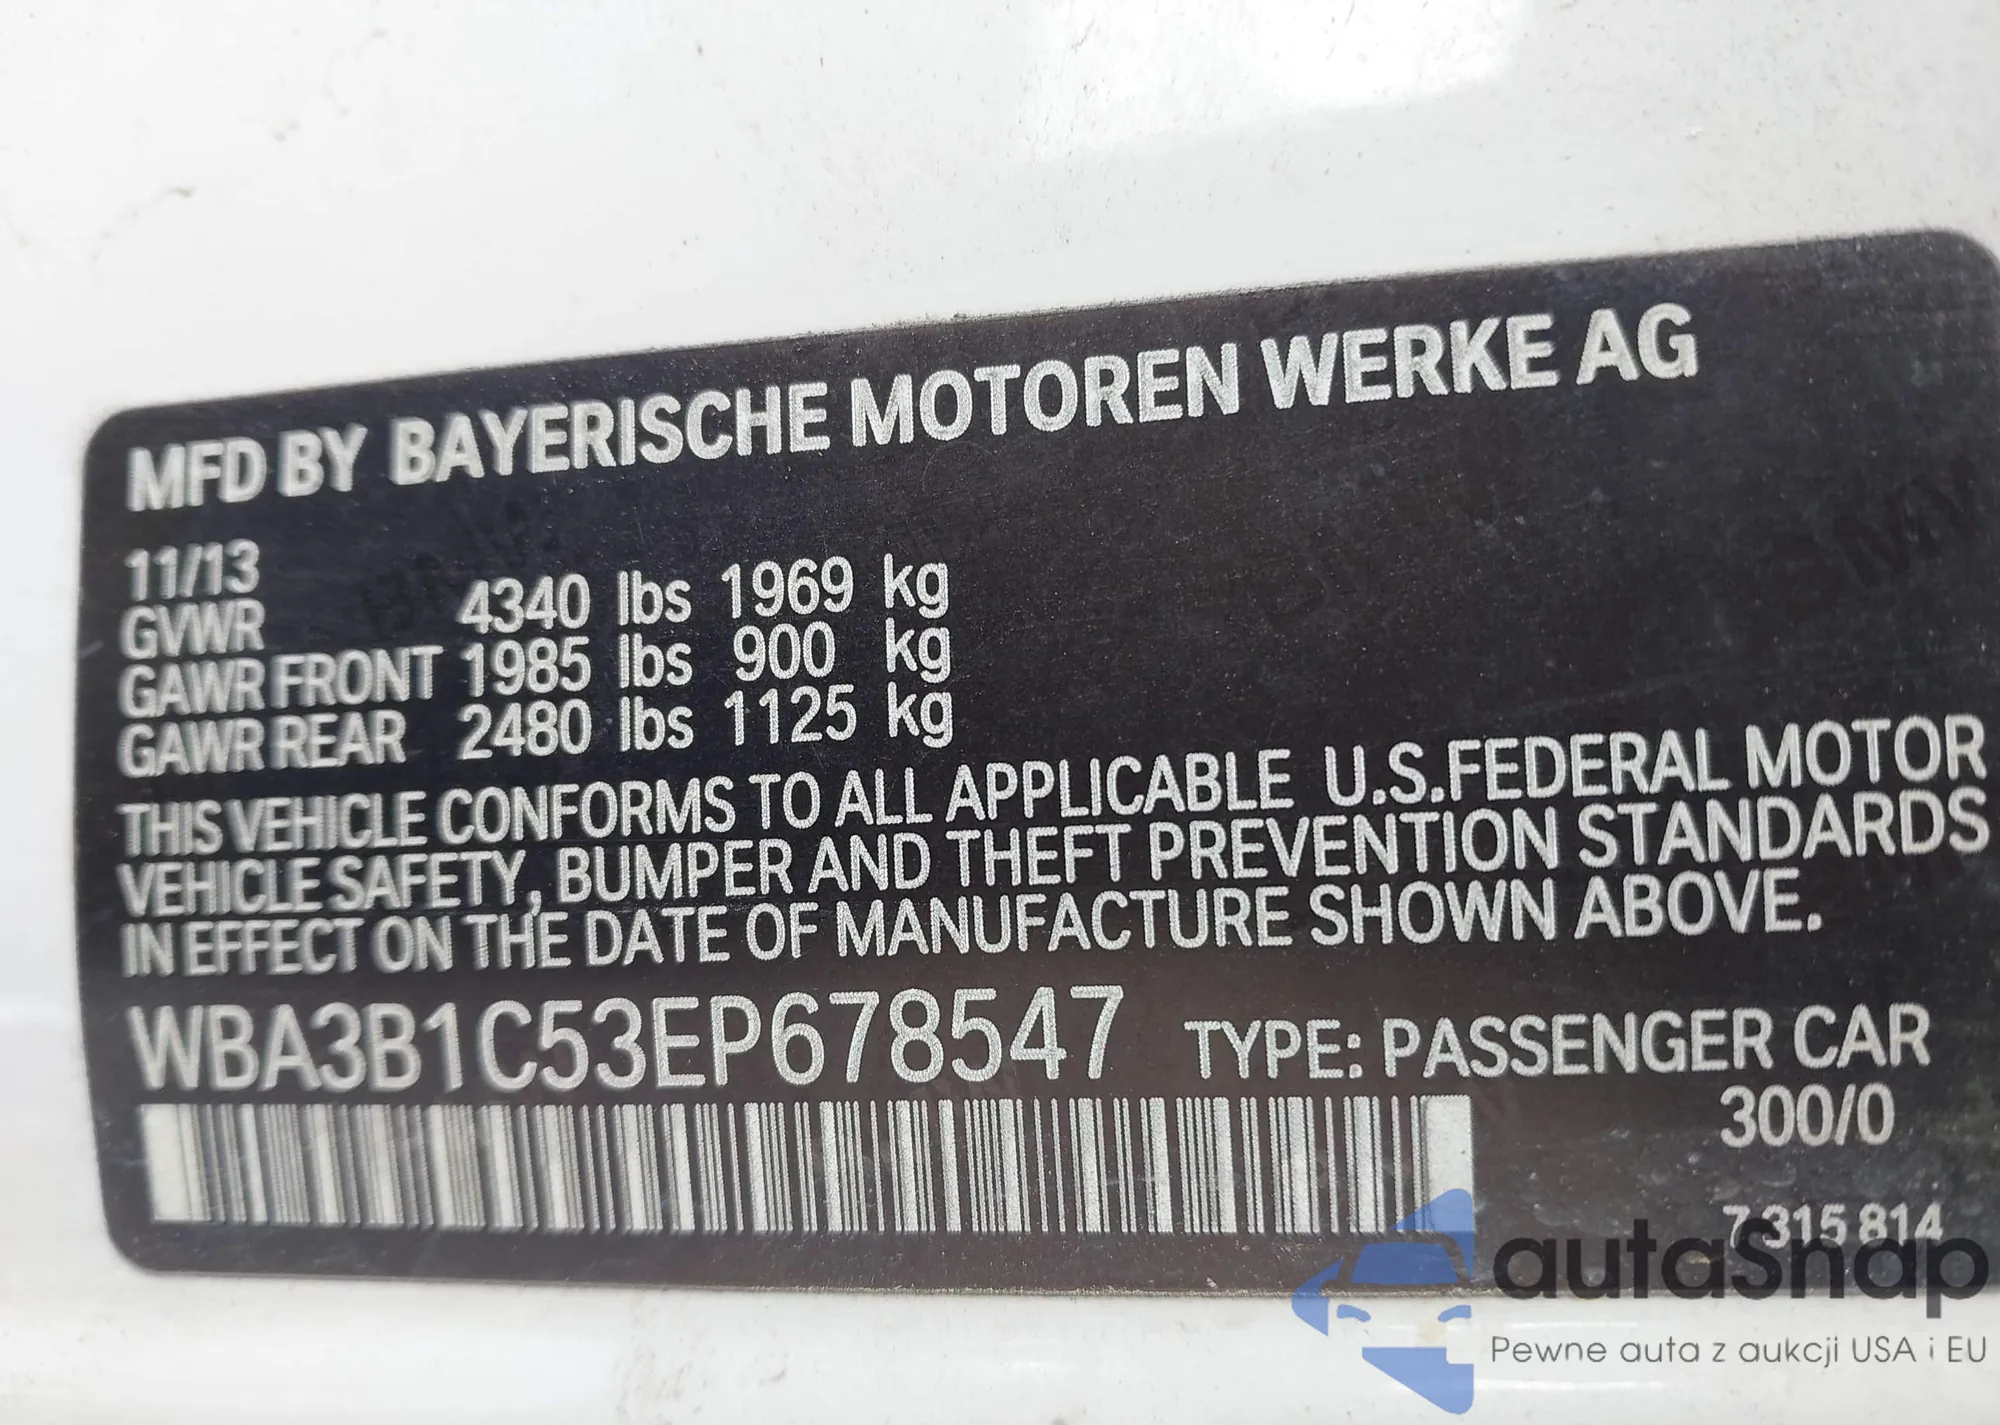 MFD BY BAYERISCHE MOTOREN WERKE AG
11/13
GVWR 4340 lbs 1969 kg
GAWR FRONT 1985 lbs 900 kg
GAWR REAR 2480 lbs 1125 kg
THIS VEHICLE CONFORMS TO ALL APPLICABLE U.S.FEDERAL MOTOR
VEHICLE SAFETY, BUMPER AND THEFT PREVENTION STANDARDS
IN EFFECT ON THE DATE OF MANUFACTURE SHOWN ABOVE.
WBA3B1C53EP678547 TYPE: PASSENGER CAR
300/0
7 315 814
autaSnap
Pewne auta z aukcji USA i EU